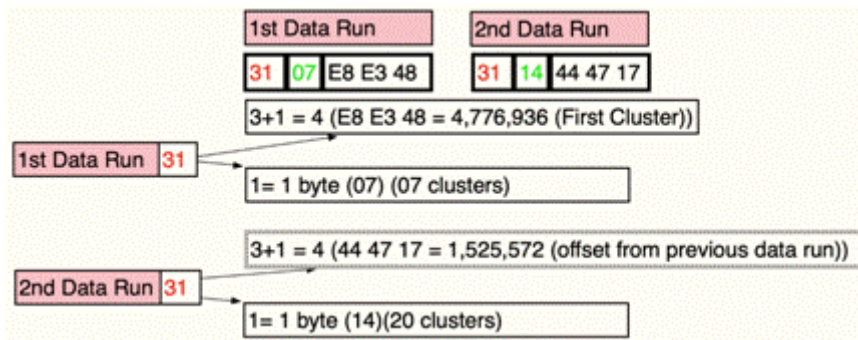 1st Data Run 2nd Data Run
31 07 E8 E3 48 31 14 44 47 17
3+1 = 4 (E8 E3 48 = 4,776,936 (First Cluster))
1st Data Run 31
1= 1 byte (07) (07 clusters)
3+1 = 4 (44 47 17 = 1,525,572 (offset from previous data run))
2nd Data Run 31
1= 1 byte (14)(20 clusters)